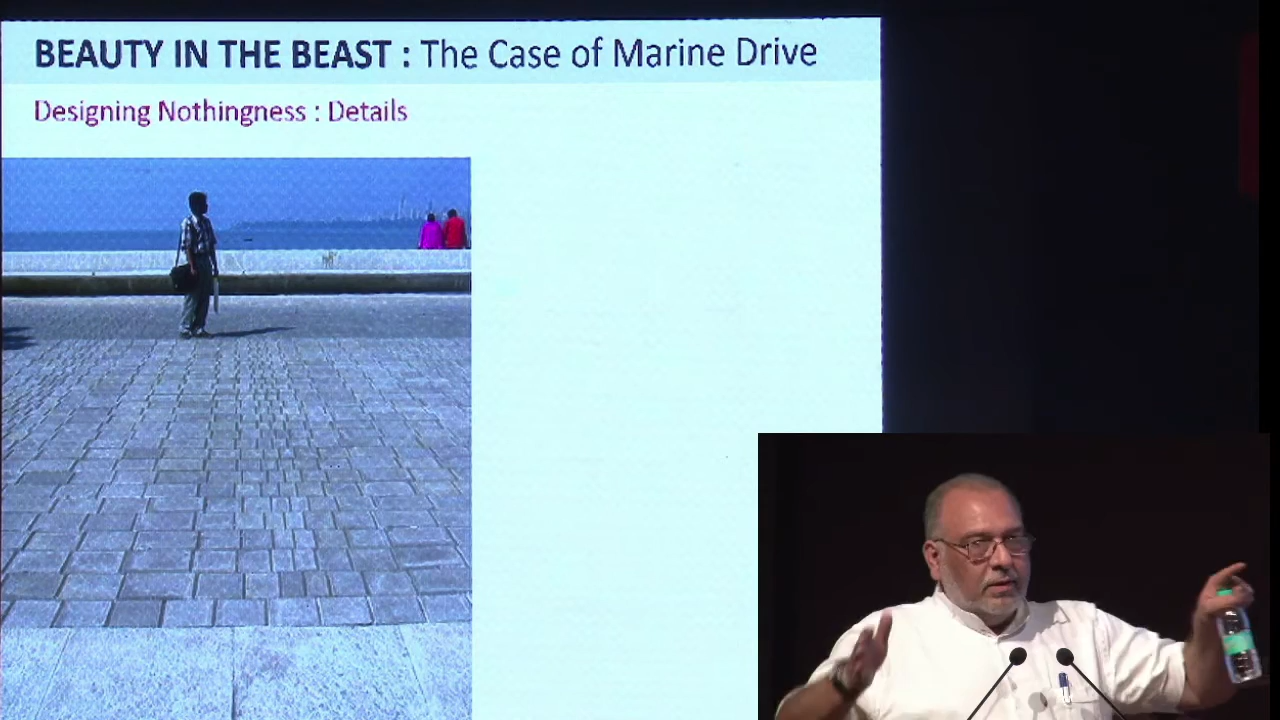 BEAUTY IN THE BEAST : The Case of Marine Drive
Designing Nothingness : Details